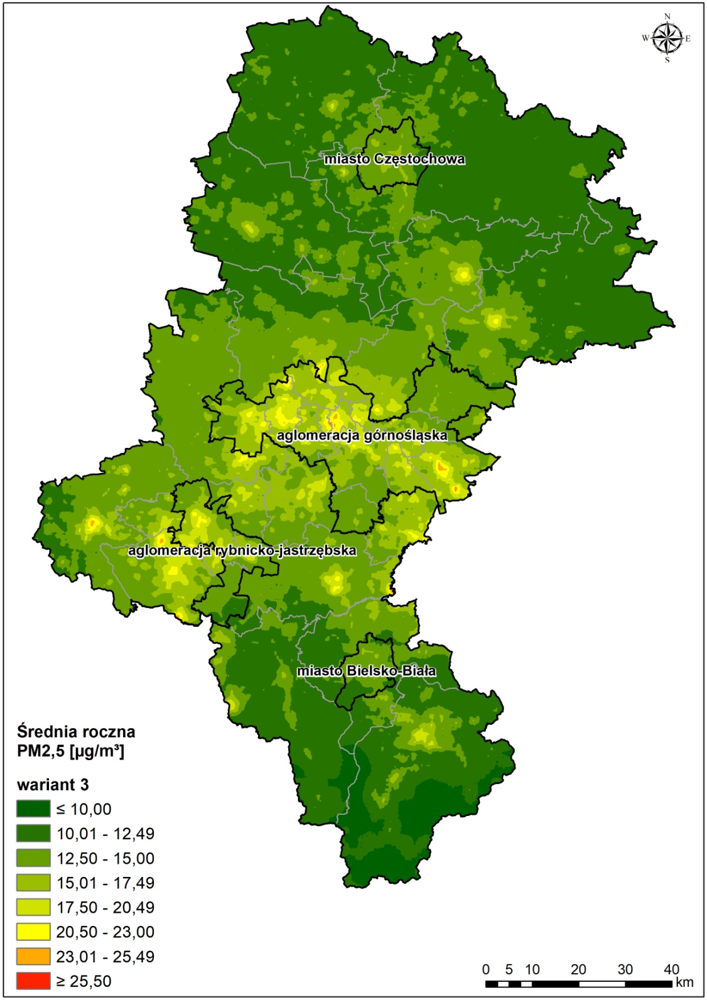 N
W E
S
miasto Częstochowa
aglomeracja górnośląska
aglomeracja rybnicko-jastrzębska
miasto Bielsko-Biała
Średnia roczna
PM2,5 [µg/m³]
wariant 3
≤ 10,00
10,01 - 12,49
12,50 - 15,00
15,01 - 17,49
17,50 - 20,49
20,50 - 23,00
23,01 - 25,49
≥ 25,50
0 5 10 20 30 40
km